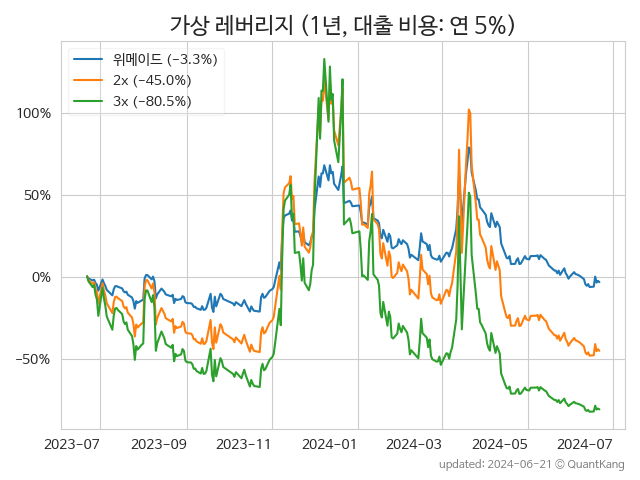 가상 레버리지 (1년, 대출 비용: 연 5%)
위메이드 (−3.3%)
2x (−45.0%)
3x (−80.5%)
100%
50%
0%
−50%
2023-07 2023-09 2023-11 2024-01 2024-03 2024-05 2024-07
updated: 2024-06-21 ⓒ QuantKang